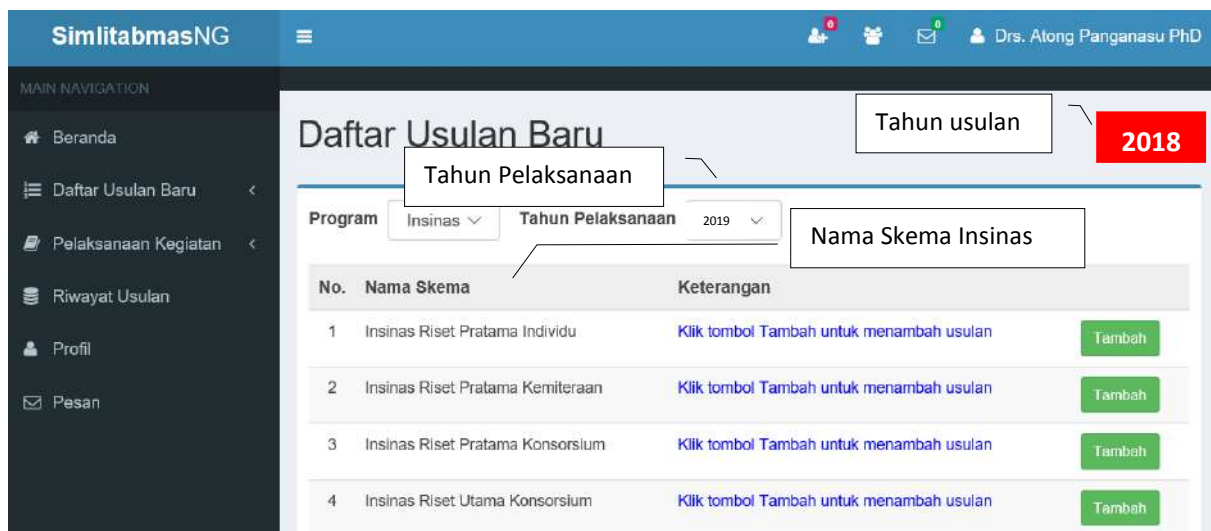 SimlitabmasNG
0
0
Drs. Atong Panganasu PhD
MAIN NAVIGATION
Beranda
Daftar Usulan Baru
Pelaksanaan Kegiatan
Riwayat Usulan
Profil
Pesan
Daftar Usulan Baru
Tahun usulan
2018
Tahun Pelaksanaan
Program Insinas Tahun Pelaksanaan 2019
Nama Skema Insinas
No. Nama Skema Keterangan
1 Insinas Riset Pratama Individu Klik tombol Tambah untuk menambah usulan Tambah
2 Insinas Riset Pratama Kemiteraan Klik tombol Tambah untuk menambah usulan Tambah
3 Insinas Riset Pratama Konsorsium Klik tombol Tambah untuk menambah usulan Tambah
4 Insinas Riset Utama Konsorsium Klik tombol Tambah untuk menambah usulan Tambah